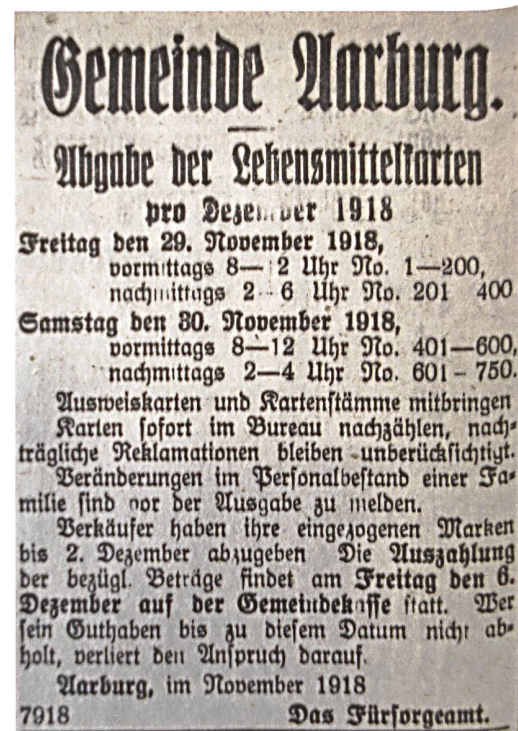 Gemeinde Aarburg.
Abgabe der Lebensmittelkarten
pro Dezember 1918
Freitag den 29. November 1918,
vormittags 8—12 Uhr No. 1—200,
nachmittags 2–6 Uhr No. 201 400
Samstag den 30. November 1918,
vormittags 8—12 Uhr No. 401—600,
nachmittags 2—4 Uhr No. 601–750.
Ausweiskarten und Kartenstämme mitbringen
Karten sofort im Bureau nachzählen, nach-
trägliche Reklamationen bleiben unberücksichtigt.
Veränderungen im Personalbestand einer Fa-
milie sind vor der Ausgabe zu melden.
Verkäufer haben ihre eingezogenen Marken
bis 2. Dezember abzugeben Die Auszahlung
der bezügl. Beträge findet am Freitag den 6.
Dezember auf der Gemeindekasse statt. Wer
sein Guthaben bis zu diesem Datum nicht ab-
holt, verliert den Anspruch darauf.
Aarburg, im November 1918
7918 Das Fürsorgeamt.